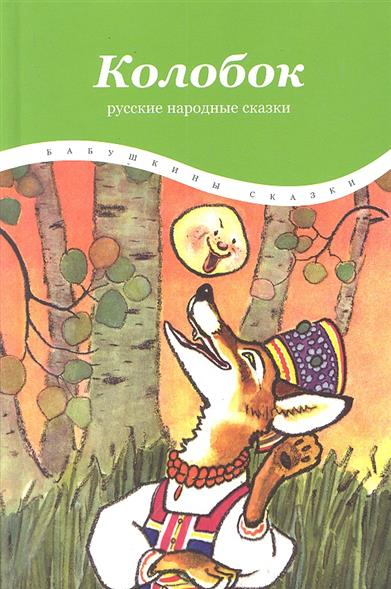 Колобок
русские народные сказки
БАБУШКИНЫ СКАЗКИ